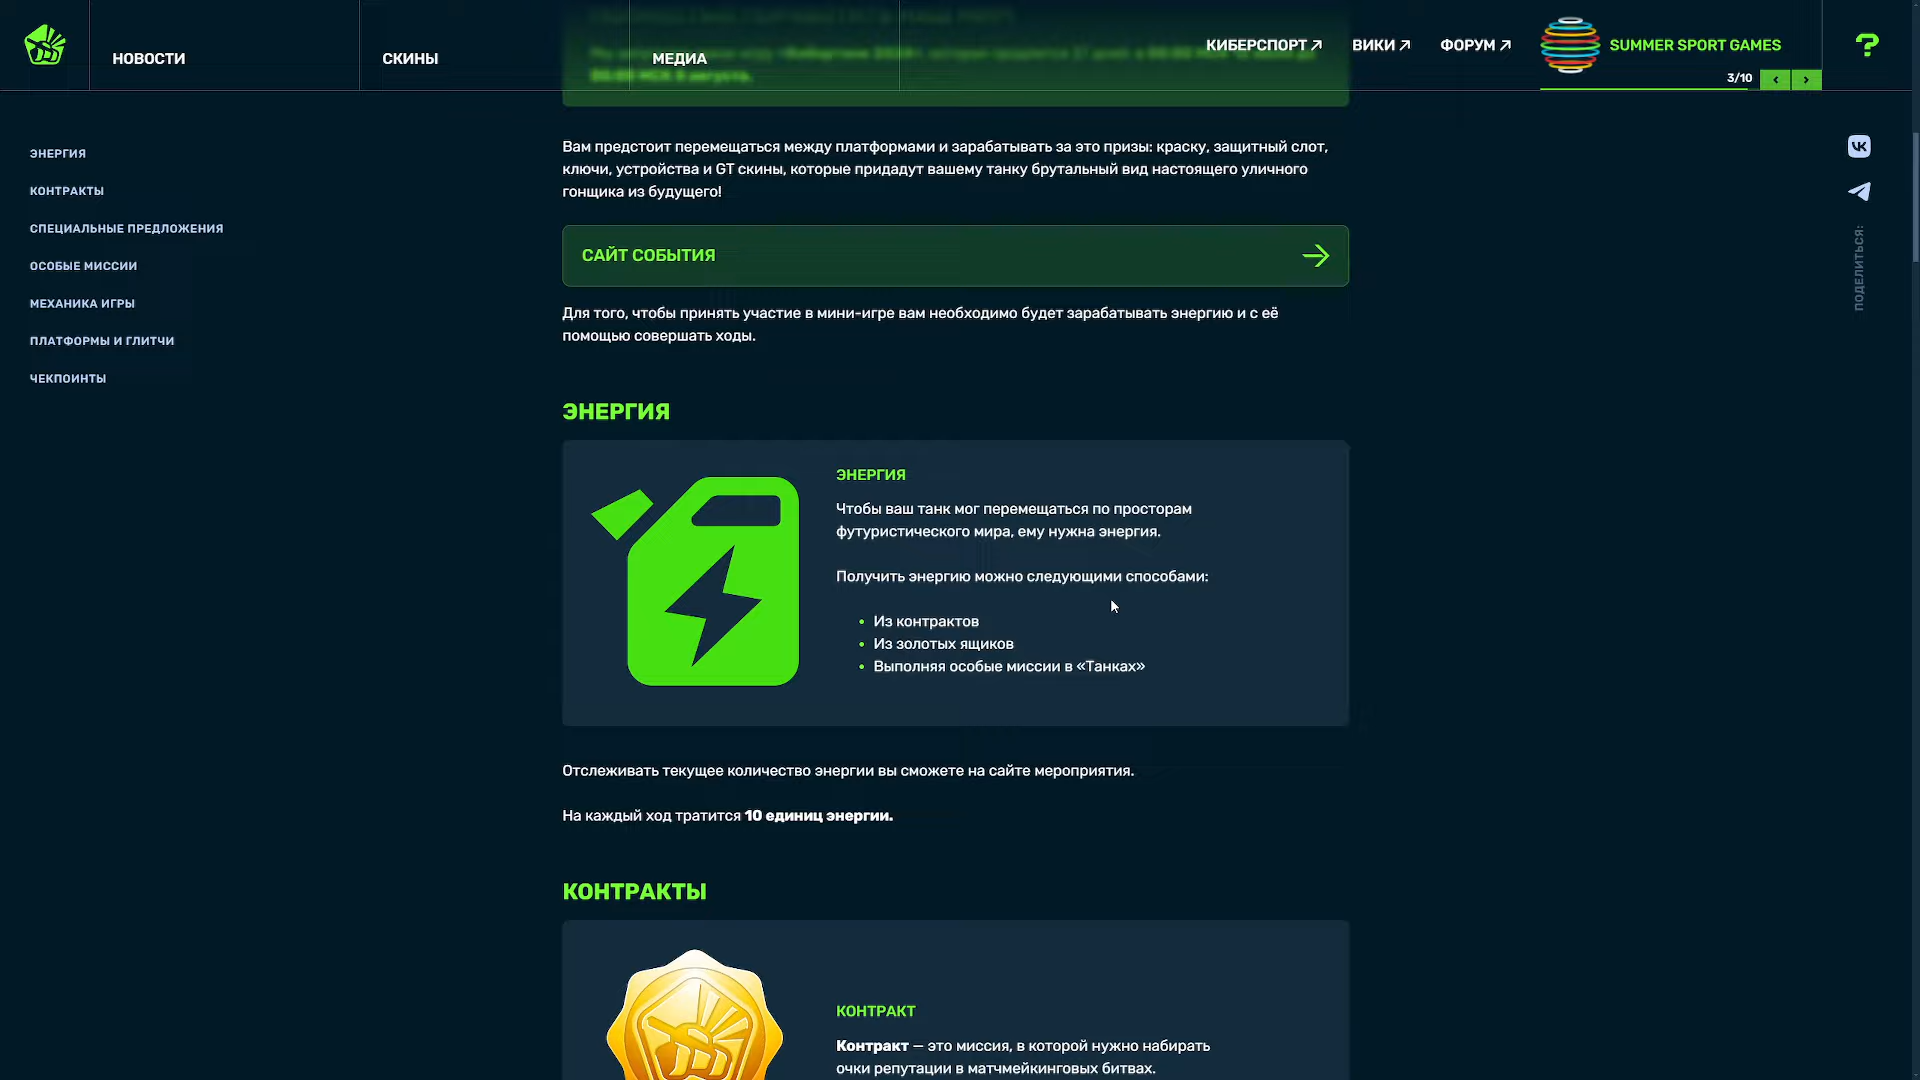 НОВОСТИ
СКИНЫ
МЕДИА
КИБЕРСПОРТ
ВИКИ
ФОРУМ
SUMMER SPORT GAMES
3/10
?
ЭНЕРГИЯ
КОНТРАКТЫ
СПЕЦИАЛЬНЫЕ ПРЕДЛОЖЕНИЯ
ОСОБЫЕ МИССИИ
МЕХАНИКА ИГРЫ
ПЛАТФОРМЫ И ГЛИТЧИ
ЧЕКПОИНТЫ
Вам предстоит перемещаться между платформами и зарабатывать за это призы: краску, защитный слот,
ключи, устройства и GT скины, которые придадут вашему танку брутальный вид настоящего уличного
гонщика из будущего!
САЙТ СОБЫТИЯ
Для того, чтобы принять участие в мини-игре вам необходимо будет зарабатывать энергию и с её
помощью совершать ходы.
ЭНЕРГИЯ
ЭНЕРГИЯ
Чтобы ваш танк мог перемещаться по просторам
футуристического мира, ему нужна энергия.
Получить энергию можно следующими способами:
• Из контрактов
• Из золотых ящиков
• Выполняя особые миссии в «Танках»
Отслеживать текущее количество энергии вы сможете на сайте мероприятия.
На каждый ход тратится 10 единиц энергии.
КОНТРАКТЫ
КОНТРАКТ
Контракт — это миссия, в которой нужно набирать
очки репутации в матчмейкинговых битвах.
ПОДЕЛИТЬСЯ: